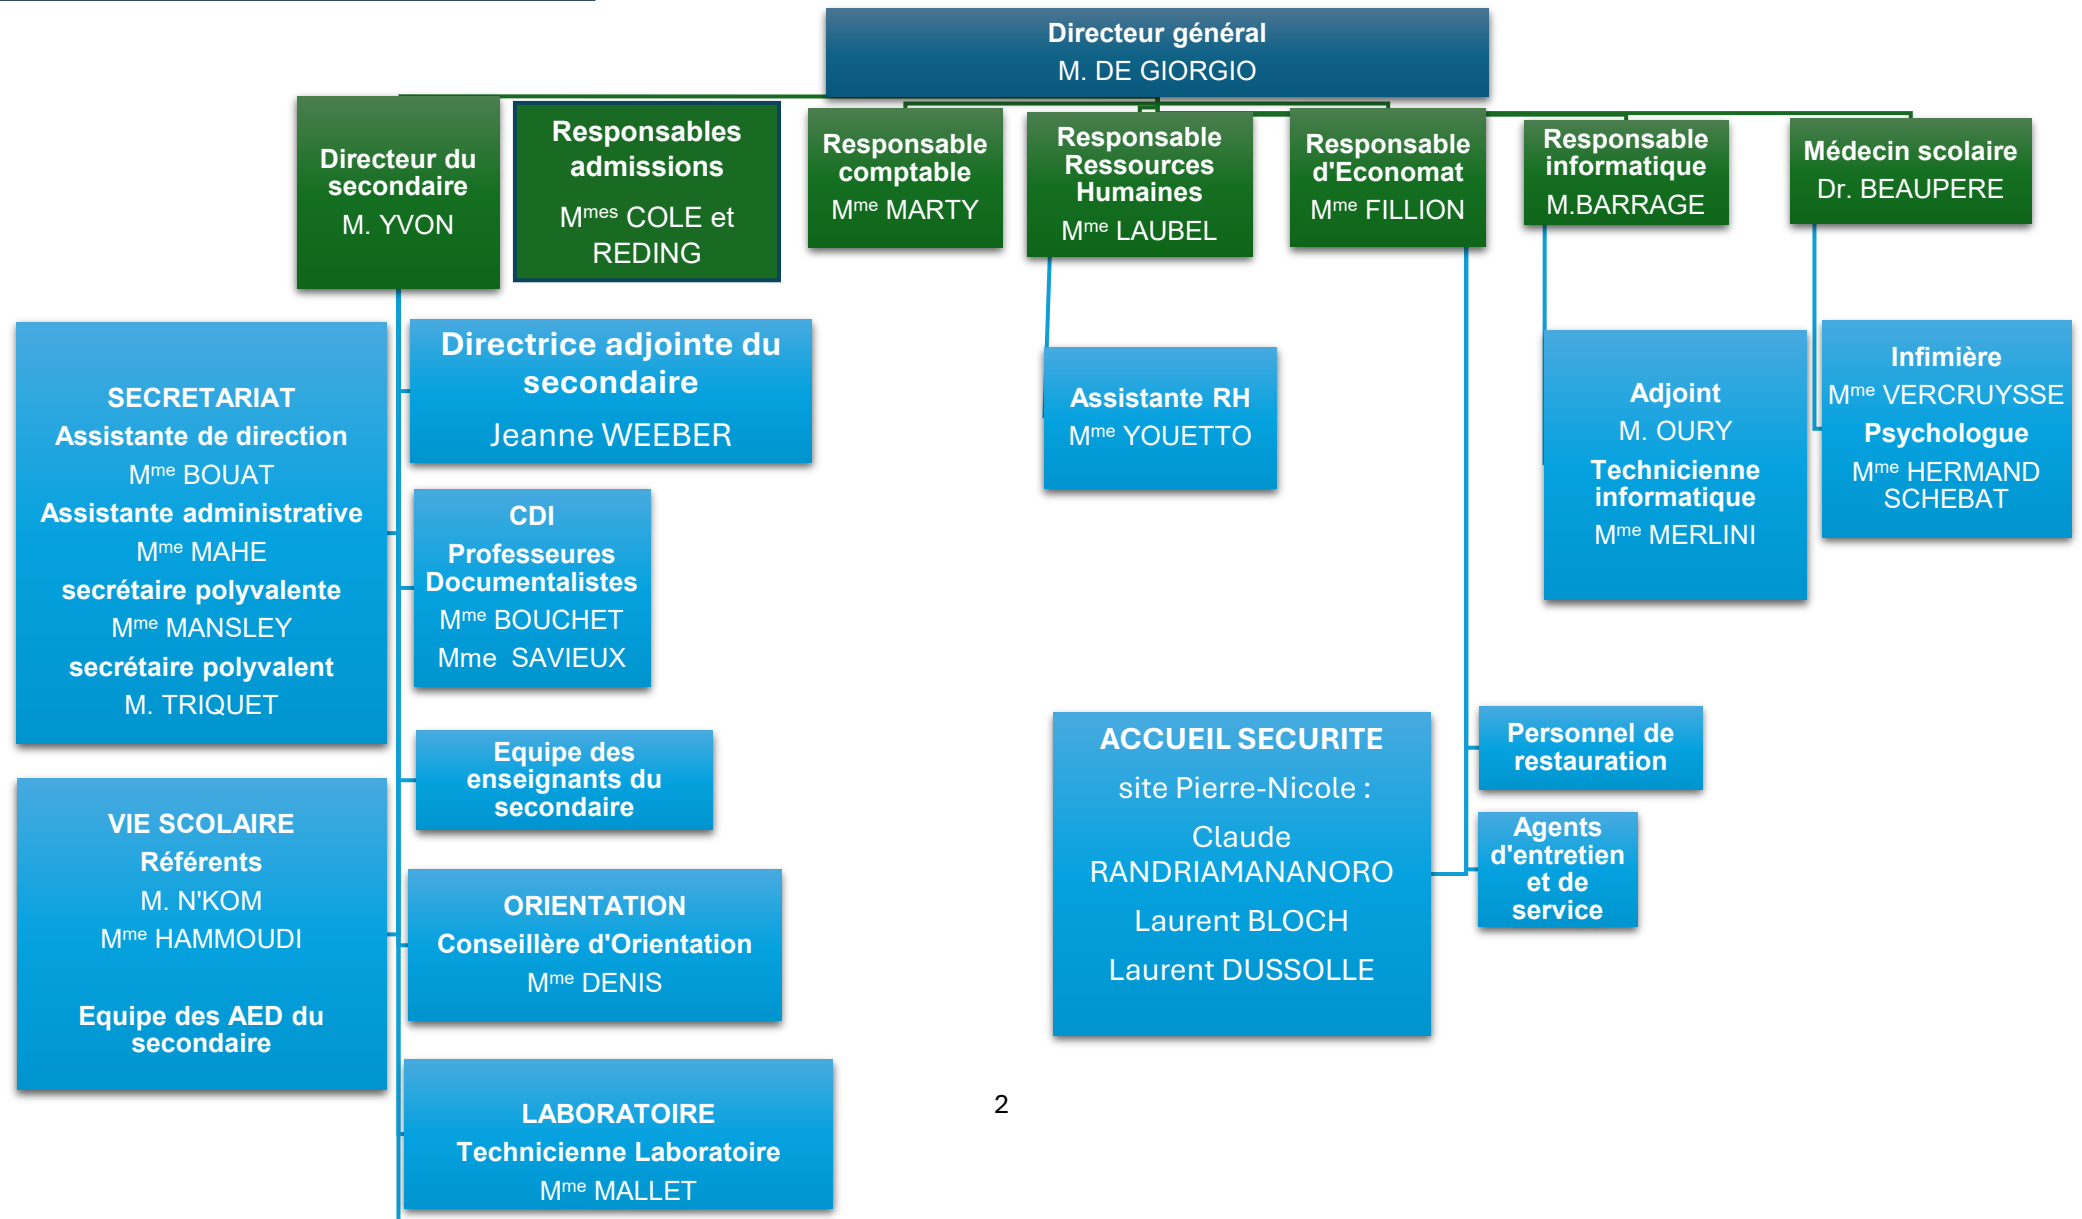 Directeur général
M. DE GIORGIO
Directeur du
secondaire
M. YVON
Responsables
admissions
Mmes COLE et
REDING
Responsable
comptable
Mme MARTY
Responsable
Ressources
Humaines
Mme LAUBEL
Responsable
d'Economat
Mme FILLION
Responsable
informatique
M.BARRAGE
Médecin scolaire
Dr. BEAUPERE
SECRETARIAT
Assistante de direction
Mme BOUAT
Assistante administrative
Mme MAHE
secrétaire polyvalente
Mme MANSLEY
secrétaire polyvalent
M. TRIQUET
Directrice adjointe du
secondaire
Jeanne WEEBER
Assistante RH
Mme YOUETTO
Adjoint
M. OURY
Technicienne
informatique
Mme MERLINI
Infimière
Mme VERCRUYSSE
Psychologue
Mme HERMAND
SCHEBAT
CDI
Professeures
Documentalistes
Mme BOUCHET
Mme SAVIEUX
Equipe des
enseignants du
secondaire
ACCUEIL SECURITE
site Pierre-Nicole :
Claude
RANDRIAMANANORO
Laurent BLOCH
Laurent DUSSOLLE
Personnel de
restauration
Agents
d'entretien
et de
service
VIE SCOLAIRE
Référents
M. N'KOM
Mme HAMMOUDI
Equipe des AED du
secondaire
ORIENTATION
Conseillère d'Orientation
Mme DENIS
LABORATOIRE
Technicienne Laboratoire
Mme MALLET
2